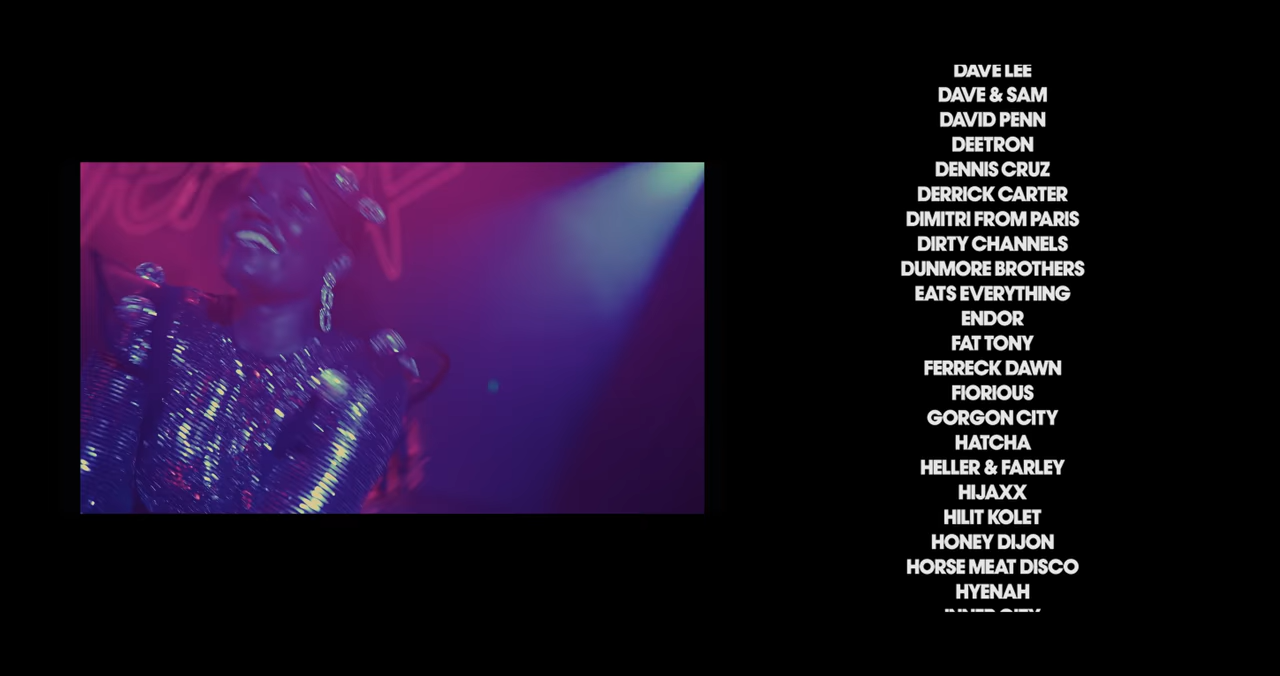 DAVE LEE
DAVE & SAM
DAVID PENN
DEETRON
DENNIS CRUZ
DERRICK CARTER
DIMITRI FROM PARIS
DIRTY CHANNELS
DUNMORE BROTHERS
EATS EVERYTHING
ENDOR
FAT TONY
FERRECK DAWN
FIORIOUS
GORGON CITY
HATCHA
HELLER & FARLEY
HIJAXX
HILIT KOLET
HONEY DIJON
HORSE MEAT DISCO
HYENAH